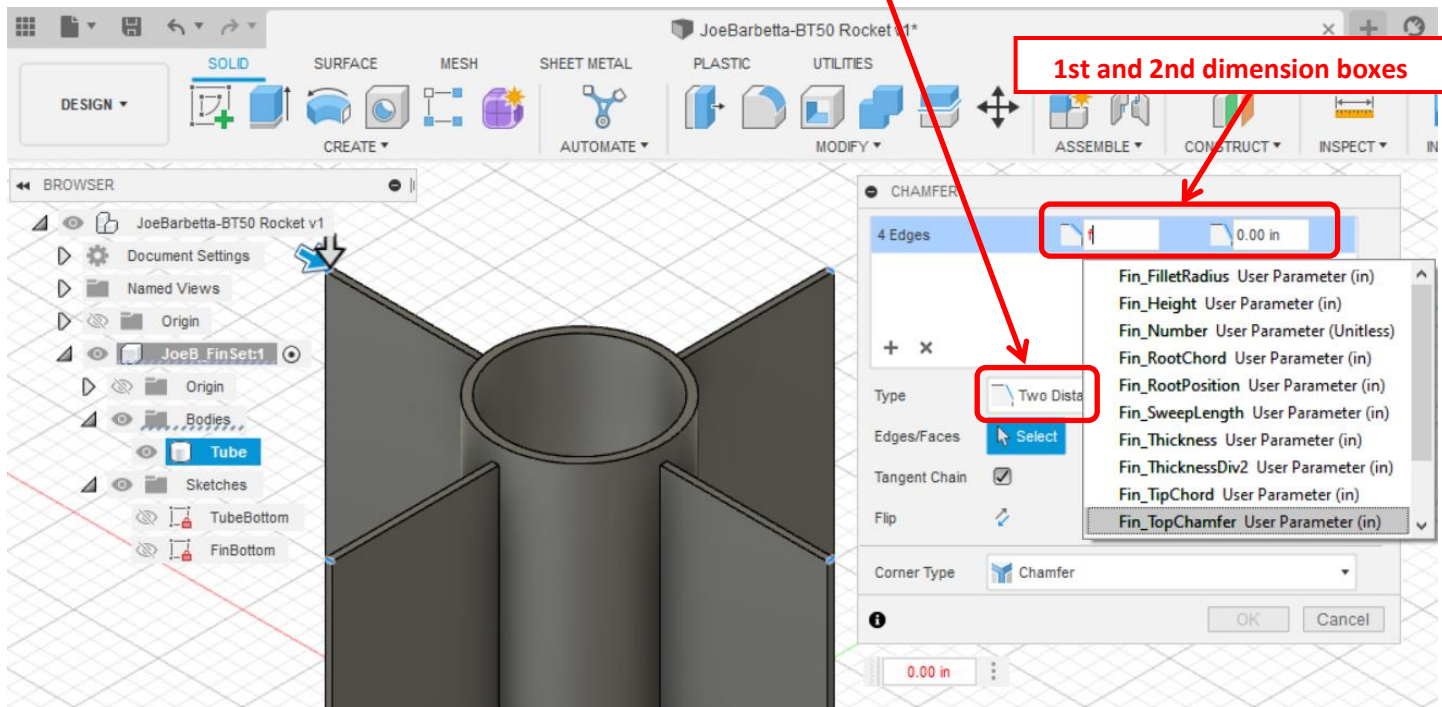 JoeBarbetta-BT50 Rocket v1*
SOLID SURFACE MESH SHEET METAL PLASTIC UTILITIES
1st and 2nd dimension boxes
DESIGN
CREATE AUTOMATE MODIFY ASSEMBLE CONSTRUCT INSPECT IN
BROWSER
JoeBarbetta-BT50 Rocket v1
Document Settings
Named Views
Origin
JoeB_FinSet:1
Origin
Bodies
Tube
Sketches
TubeBottom
FinBottom
CHAMFER
4 Edges f 0.00 in
Fin_FilletRadius User Parameter (in)
Fin_Height User Parameter (in)
Fin_Number User Parameter (Unitless)
Fin_RootChord User Parameter (in)
Fin_RootPosition User Parameter (in)
Fin_SweepLength User Parameter (in)
Fin_Thickness User Parameter (in)
Fin_ThicknessDiv2 User Parameter (in)
Fin_TipChord User Parameter (in)
Fin_TopChamfer User Parameter (in)
Type Two Dista
Edges/Faces Select
Tangent Chain
Flip
Corner Type Chamfer
OK Cancel
0.00 in